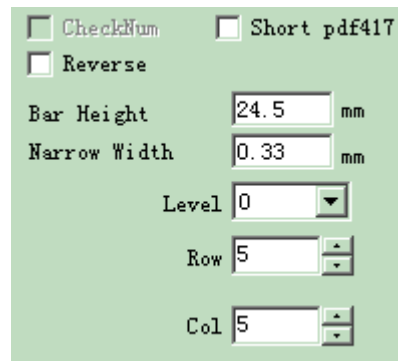 CheckNum Short pdf417
Reverse
Bar Height 24.5 mm
Narrow Width 0.33 mm
Level 0
Row 5
Col 5